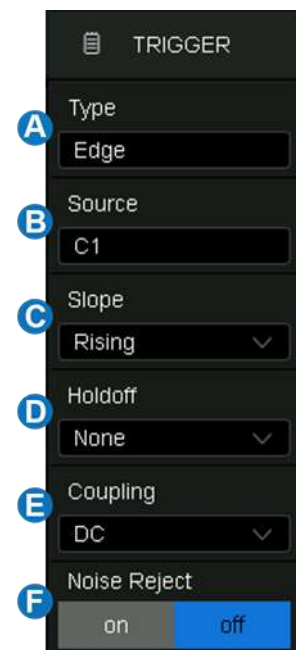 TRIGGER
A
Type
Edge
B
Source
C1
C
Slope
Rising
D
Holdoff
None
E
Coupling
DC
F
Noise Reject
on off